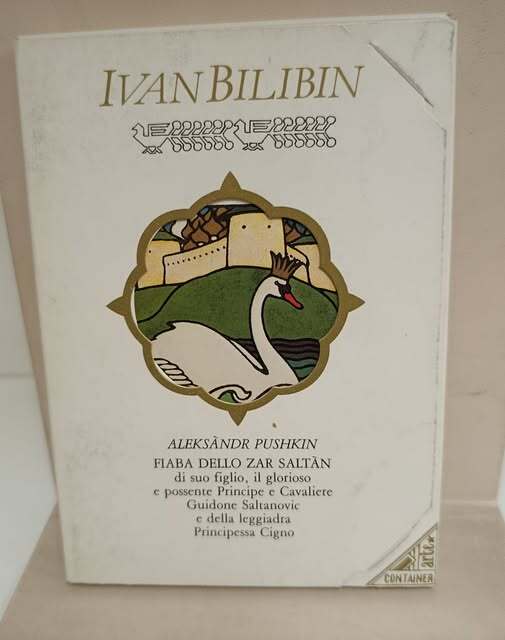 IVAN BILIBIN
ALEKSÀNDR PUSHKIN
FIABA DELLO ZAR SALTÀN
di suo figlio, il glorioso
e possente Principe e Cavaliere
Guidone Saltanovic
e della leggiadra
Principessa Cigno
arte
CONTAINER